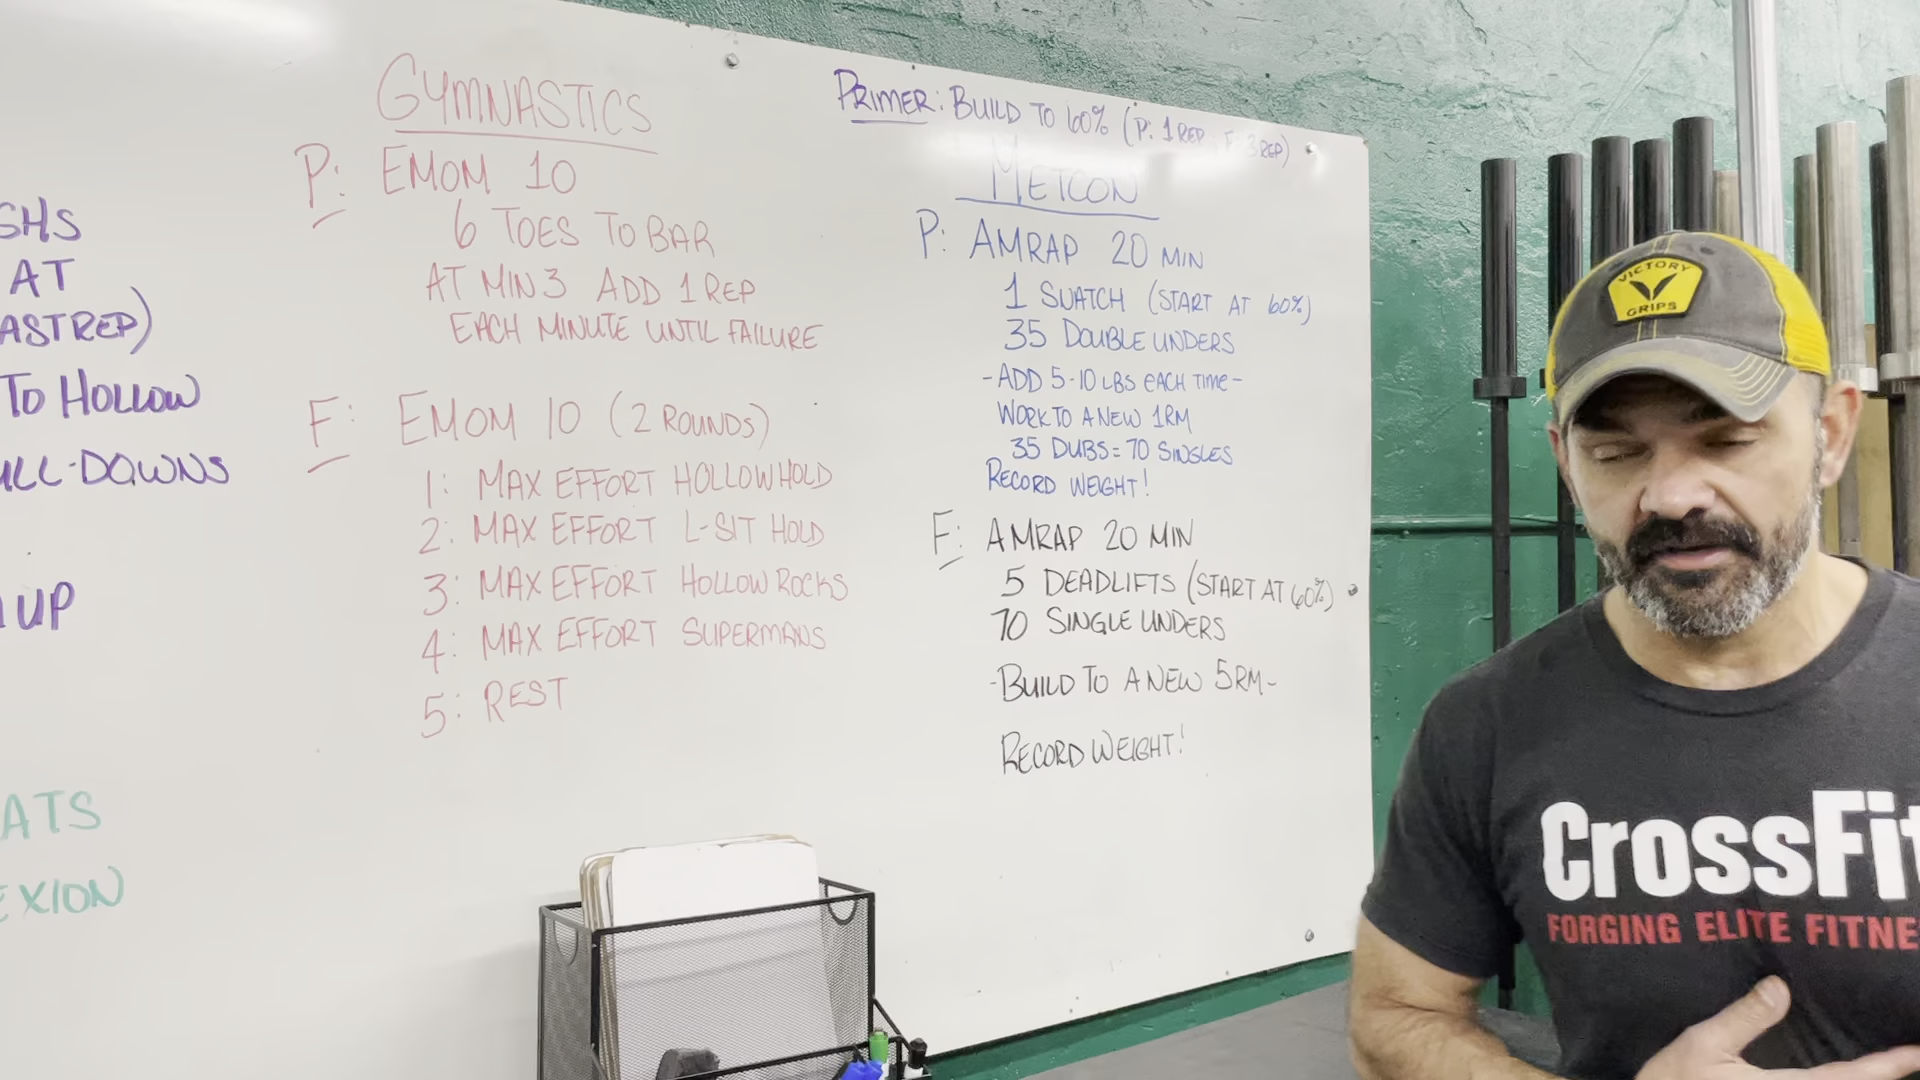 SHS
AT
AST REP)
TO HOLLOW
ULL-DOWNS
UP
ATS
EXION
GYMNASTICS
P: EMOM 10
6 TOES TO BAR
AT MIN 3 ADD 1 REP
EACH MINUTE UNTIL FAILURE
F: EMOM 10 (2 ROUNDS)
1: MAX EFFORT HOLLOW HOLD
2: MAX EFFORT L-SIT HOLD
3: MAX EFFORT HOLLOW ROCKS
4: MAX EFFORT SUPERMANS
5: REST
PRIMER: BUILD TO 60% (P: 1 REP, F: 3 REP)
METCON
P: AMRAP 20 MIN
1 SNATCH (START AT 60%)
35 DOUBLE UNDERS
-ADD 5-10 LBS EACH TIME-
WORK TO A NEW 1RM
35 DUBS = 70 SINGLES
RECORD WEIGHT!
F: AMRAP 20 MIN
5 DEADLIFTS (START AT 60%)
70 SINGLE UNDERS
-BUILD TO A NEW 5RM-
RECORD WEIGHT!
VICTORY
GRIPS
CrossFit
FORGING ELITE FITNE